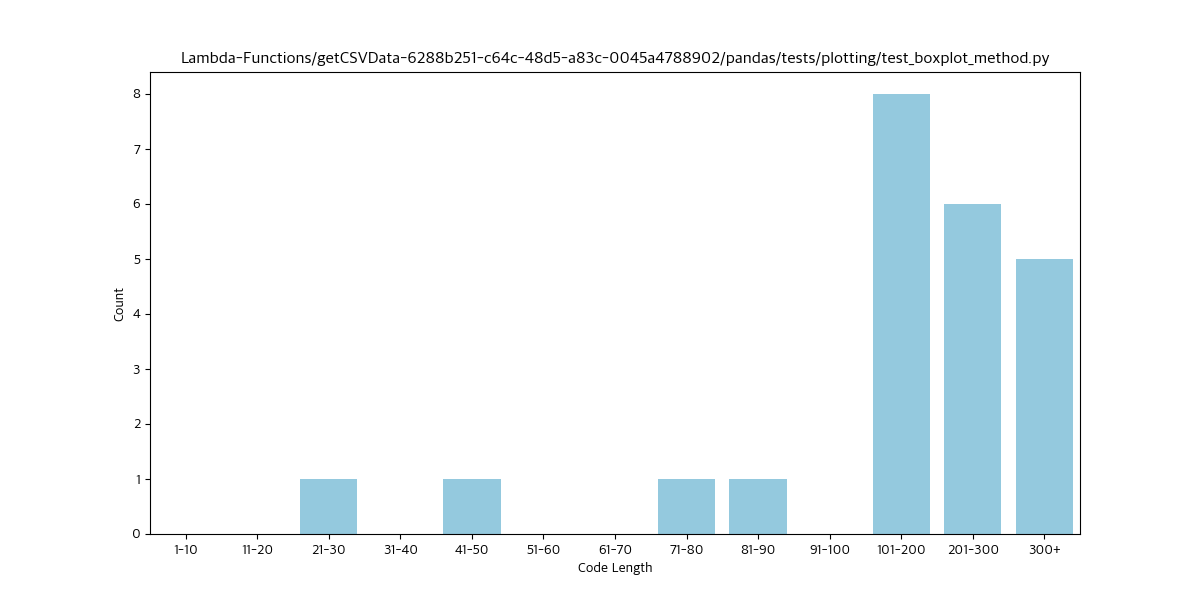 Lambda-Functions/getCSVData-6288b251-c64c-48d5-a83c-0045a4788902/pandas/tests/plotting/test_boxplot_method.py
8
7
6
5
4
3
2
1
0
Count
1-10 11-20 21-30 31-40 41-50 51-60 61-70 71-80 81-90 91-100 101-200 201-300 300+
Code Length